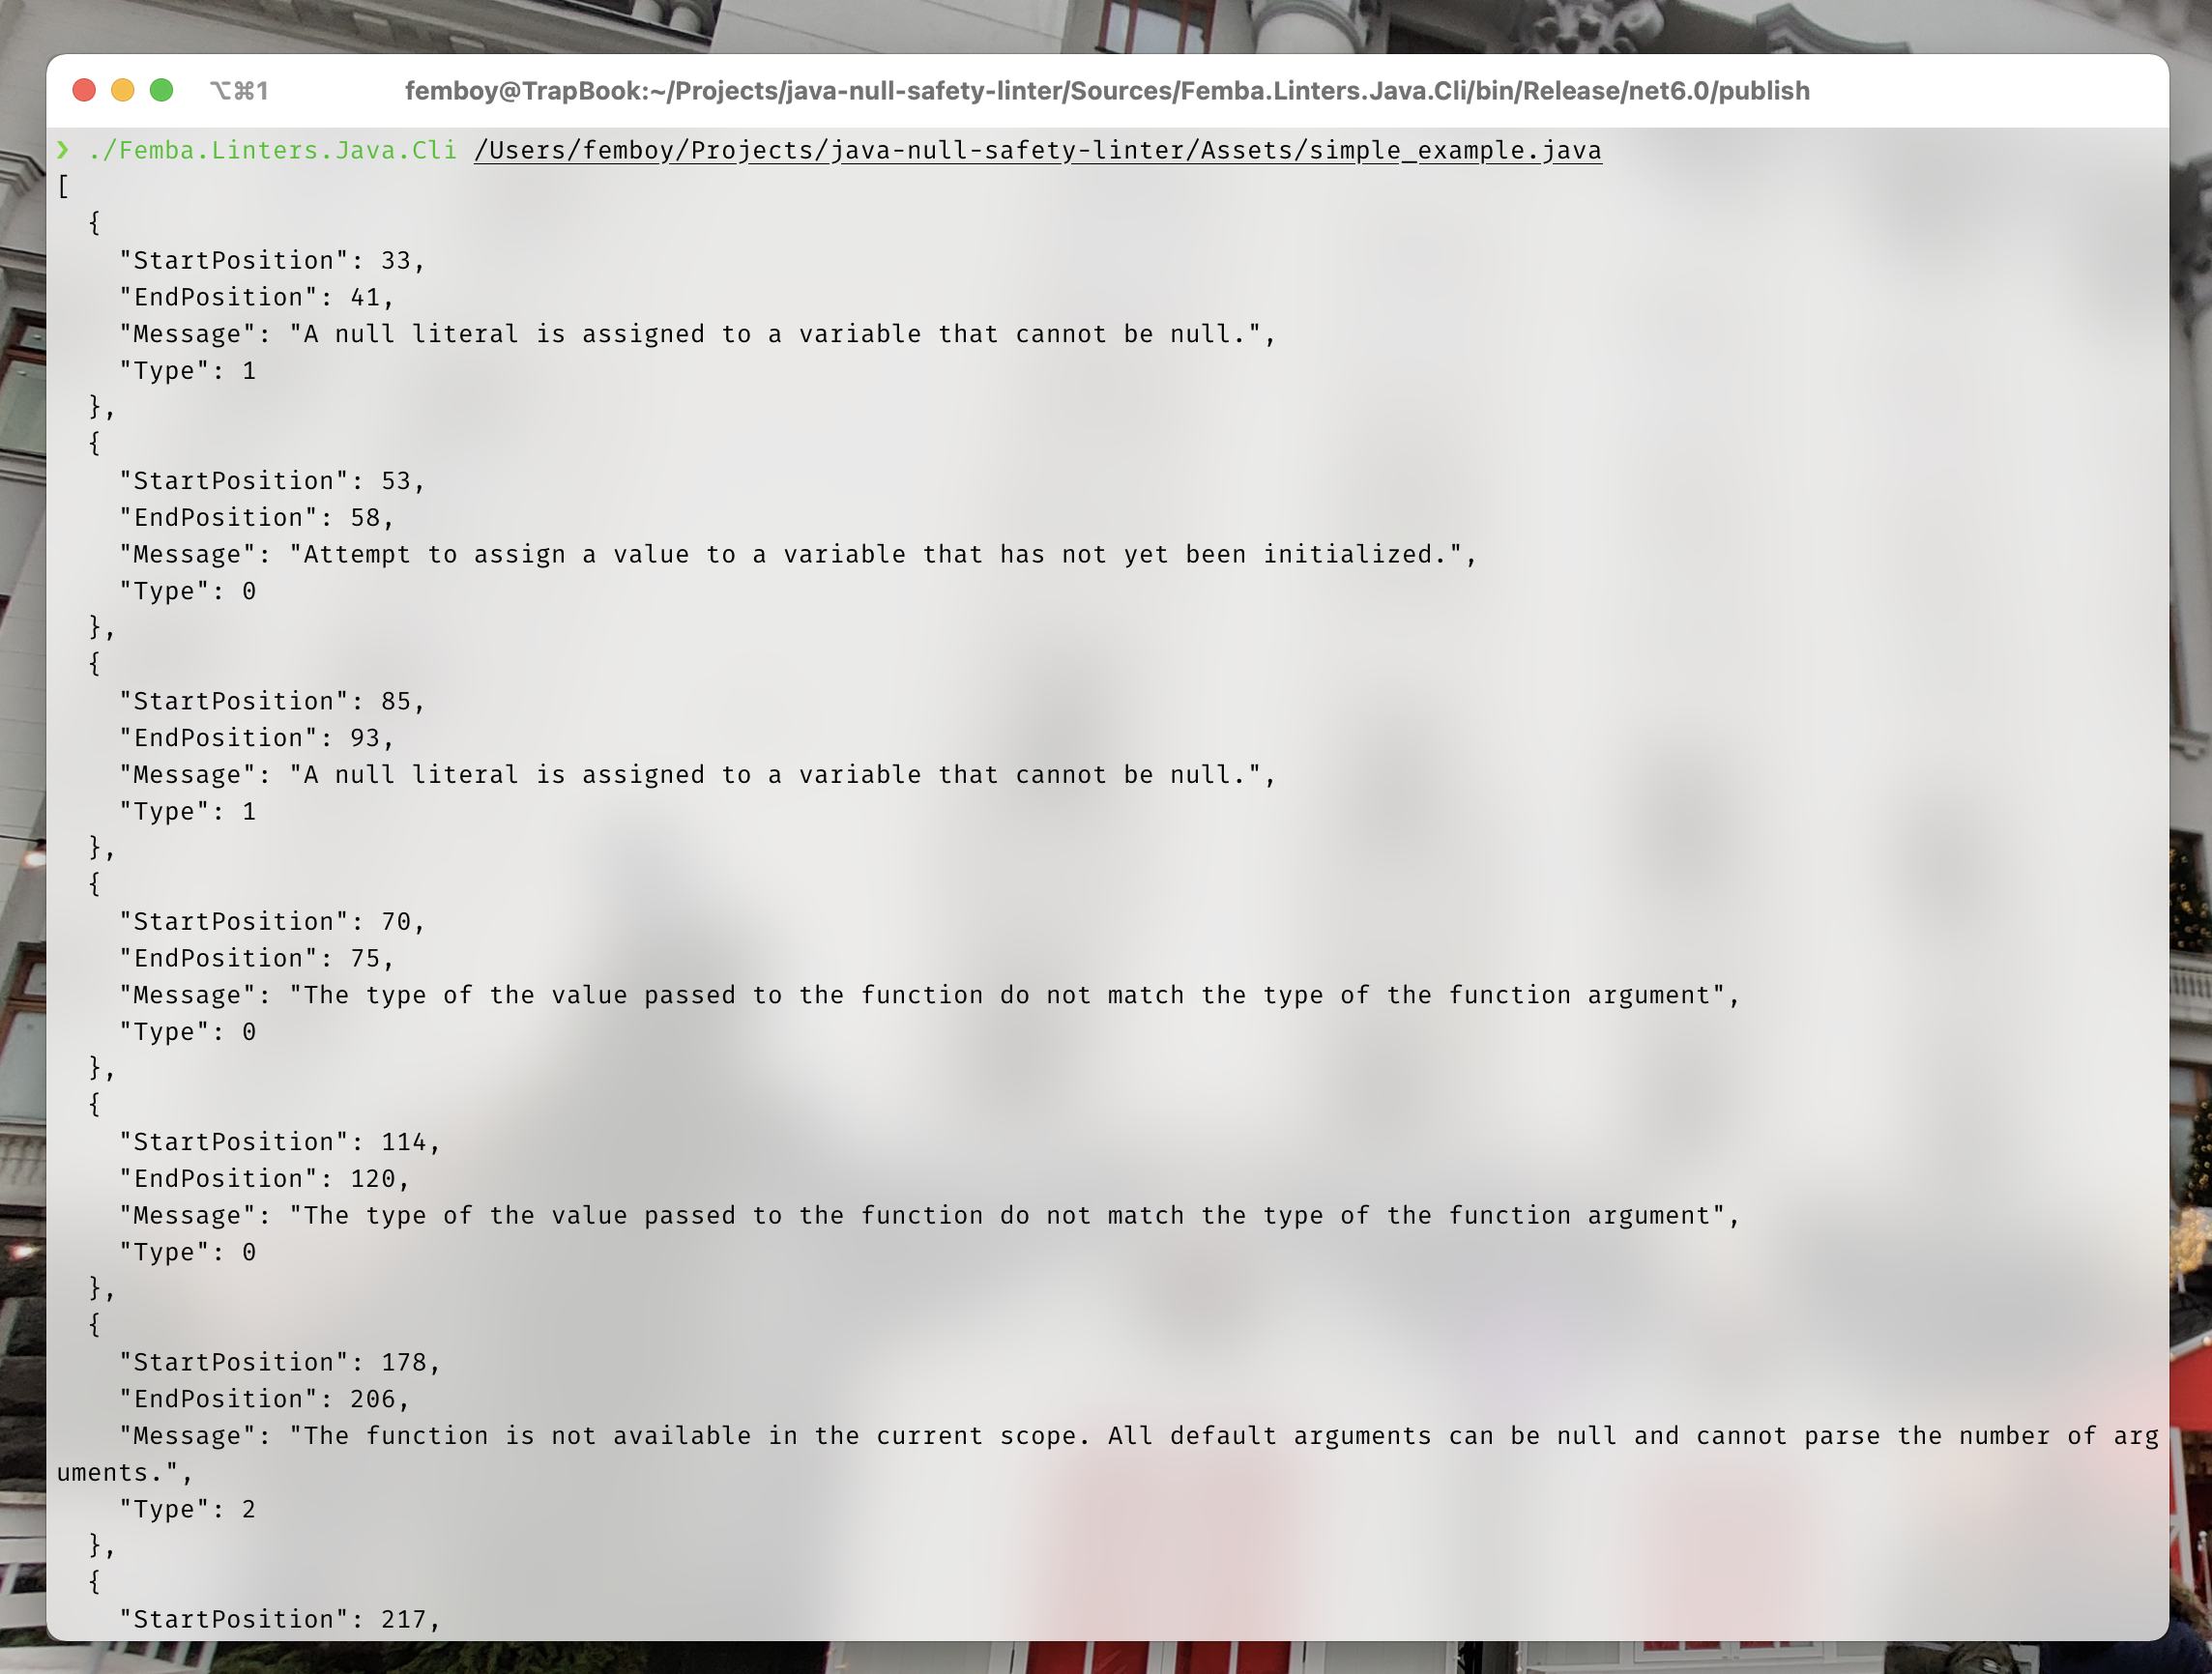 ⌥⌘1
femboy@TrapBook:~/Projects/java-null-safety-linter/Sources/Femba.Linters.Java.Cli/bin/Release/net6.0/publish
❯ ./Femba.Linters.Java.Cli /Users/femboy/Projects/java-null-safety-linter/Assets/simple_example.java
[
  {
    "StartPosition": 33,
    "EndPosition": 41,
    "Message": "A null literal is assigned to a variable that cannot be null.",
    "Type": 1
  },
  {
    "StartPosition": 53,
    "EndPosition": 58,
    "Message": "Attempt to assign a value to a variable that has not yet been initialized.",
    "Type": 0
  },
  {
    "StartPosition": 85,
    "EndPosition": 93,
    "Message": "A null literal is assigned to a variable that cannot be null.",
    "Type": 1
  },
  {
    "StartPosition": 70,
    "EndPosition": 75,
    "Message": "The type of the value passed to the function do not match the type of the function argument",
    "Type": 0
  },
  {
    "StartPosition": 114,
    "EndPosition": 120,
    "Message": "The type of the value passed to the function do not match the type of the function argument",
    "Type": 0
  },
  {
    "StartPosition": 178,
    "EndPosition": 206,
    "Message": "The function is not available in the current scope. All default arguments can be null and cannot parse the number of arg
uments.",
    "Type": 2
  },
  {
    "StartPosition": 217,